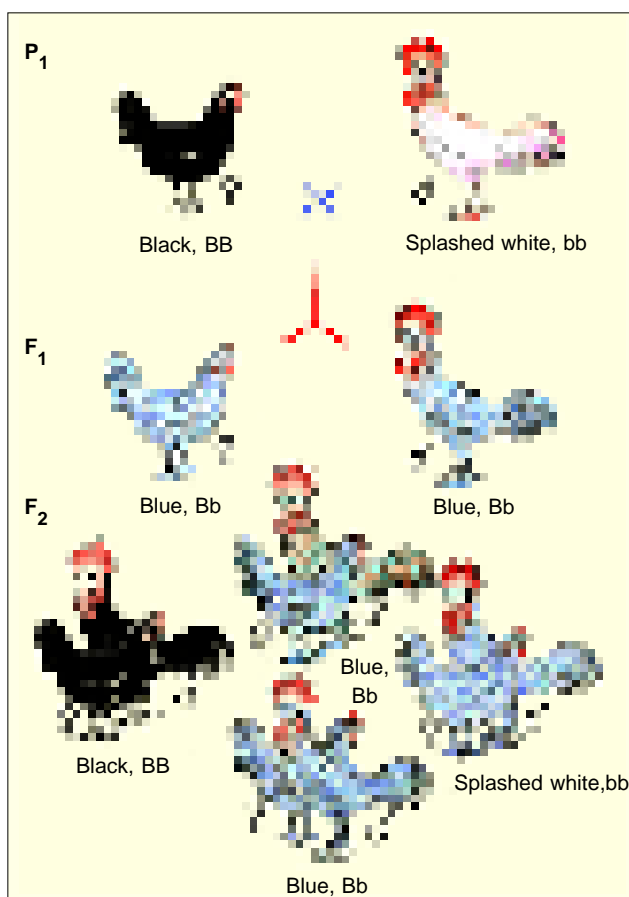 P1
Black, BB
Splashed white, bb
F1
Blue, Bb
Blue, Bb
F2
Blue,
Bb
Black, BB
Splashed white,bb
Blue, Bb